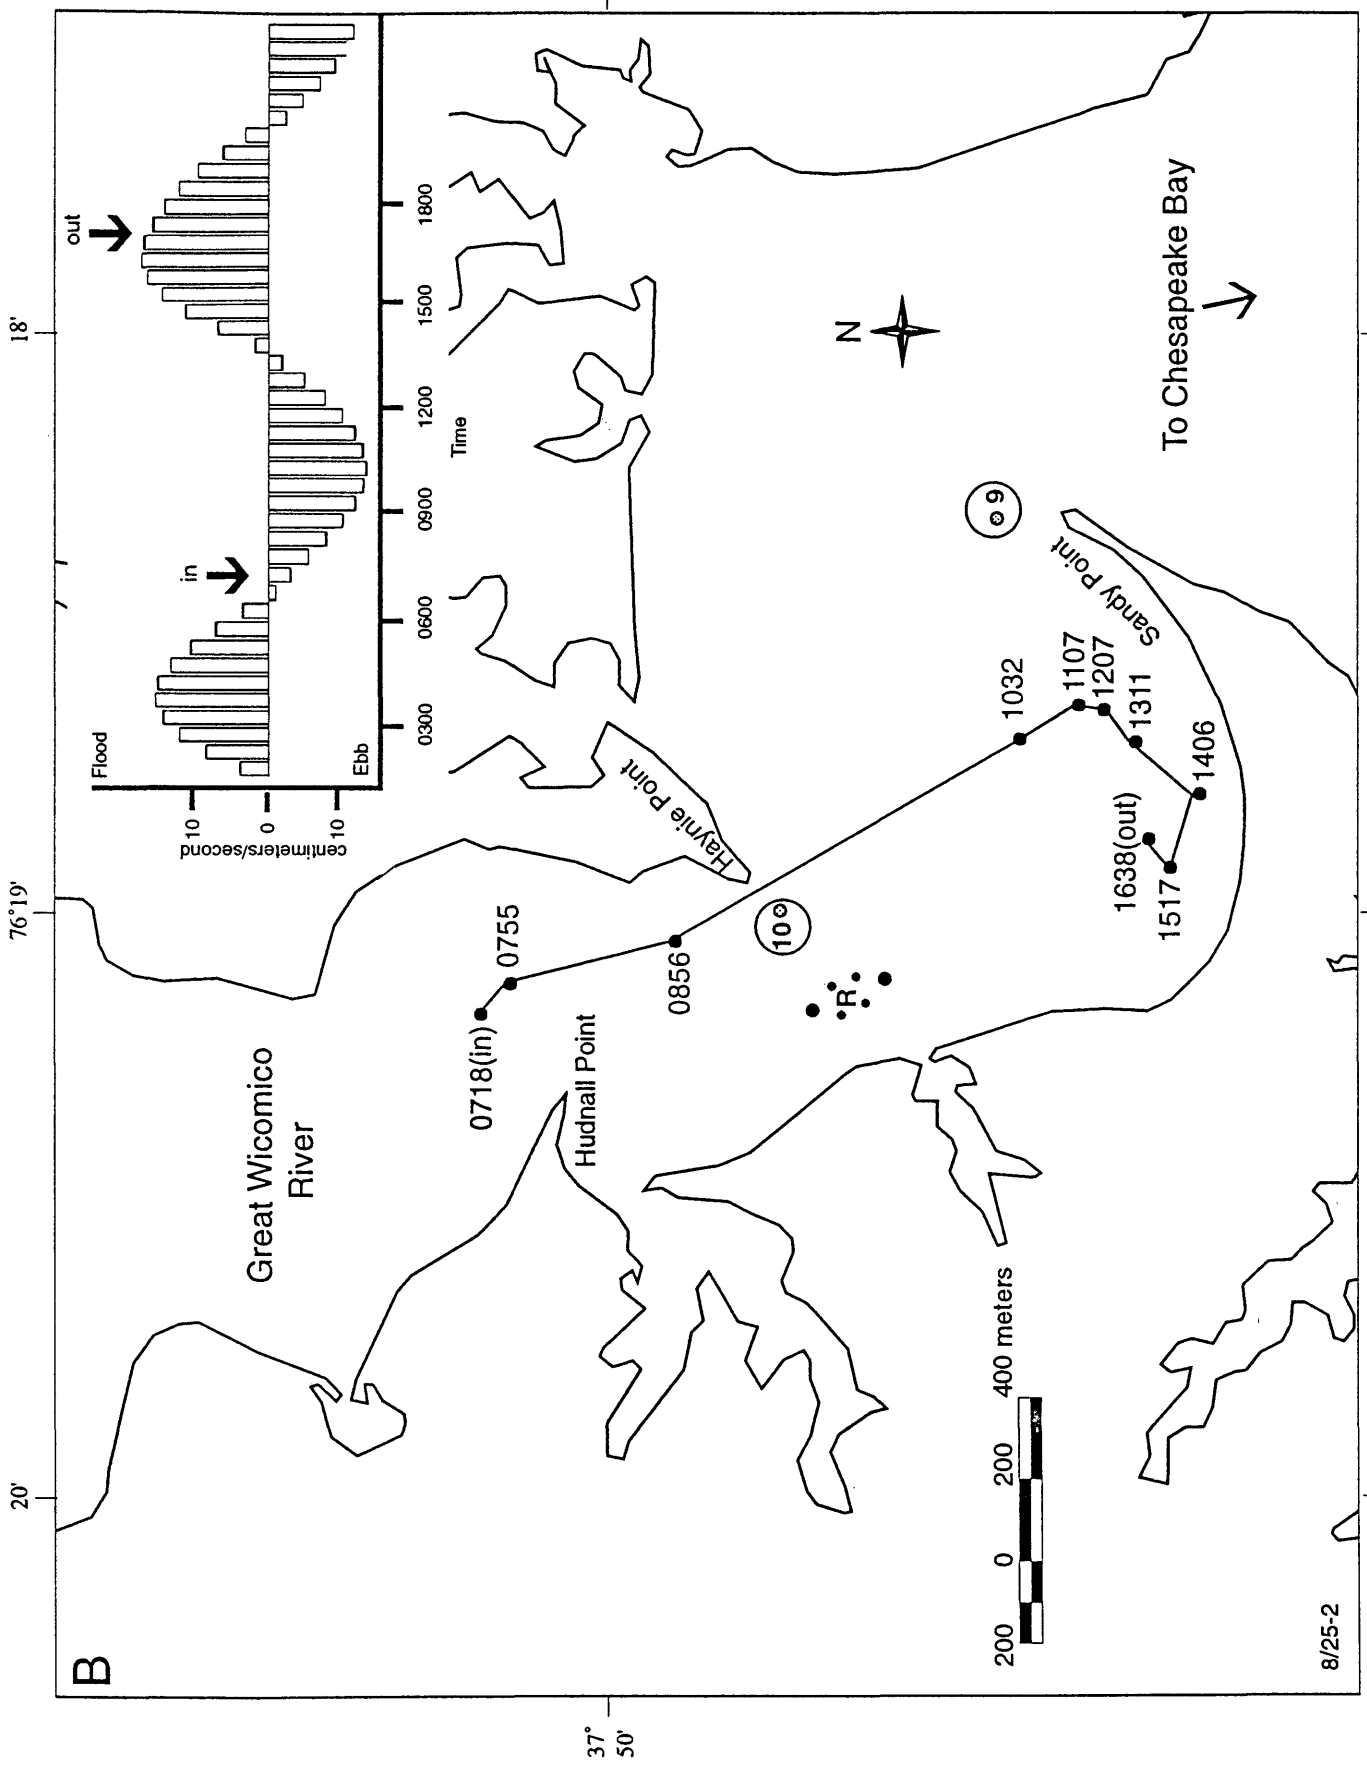 B
20'
76°19'
18'
37°
50'
Great Wicomico
River
Flood
Ebb
10
0
10
centimeters/second
in
out
0300
0600
0900
1200
1500
1800
Time
0718(in)
0755
0856
Hudnall Point
Haynie Point
10
R
1032
1107
1207
1311
1406
1517
1638(out)
9
Sandy Point
N
To Chesapeake Bay
200
0
200
400 meters
8/25-2